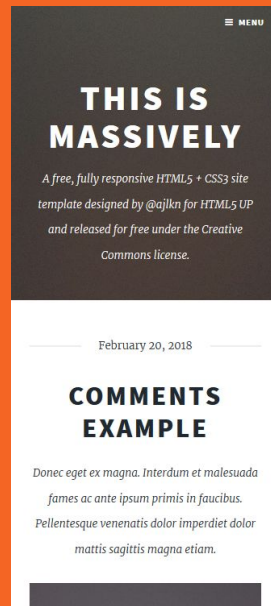 MENU
THIS IS
MASSIVELY
A free, fully responsive HTML5 + CSS3 site
template designed by @ajlkn for HTML5 UP
and released for free under the Creative
Commons license.
February 20, 2018
COMMENTS
EXAMPLE
Donec eget ex magna. Interdum et malesuada
fames ac ante ipsum primis in faucibus.
Pellentesque venenatis dolor imperdiet dolor
mattis sagittis magna etiam.